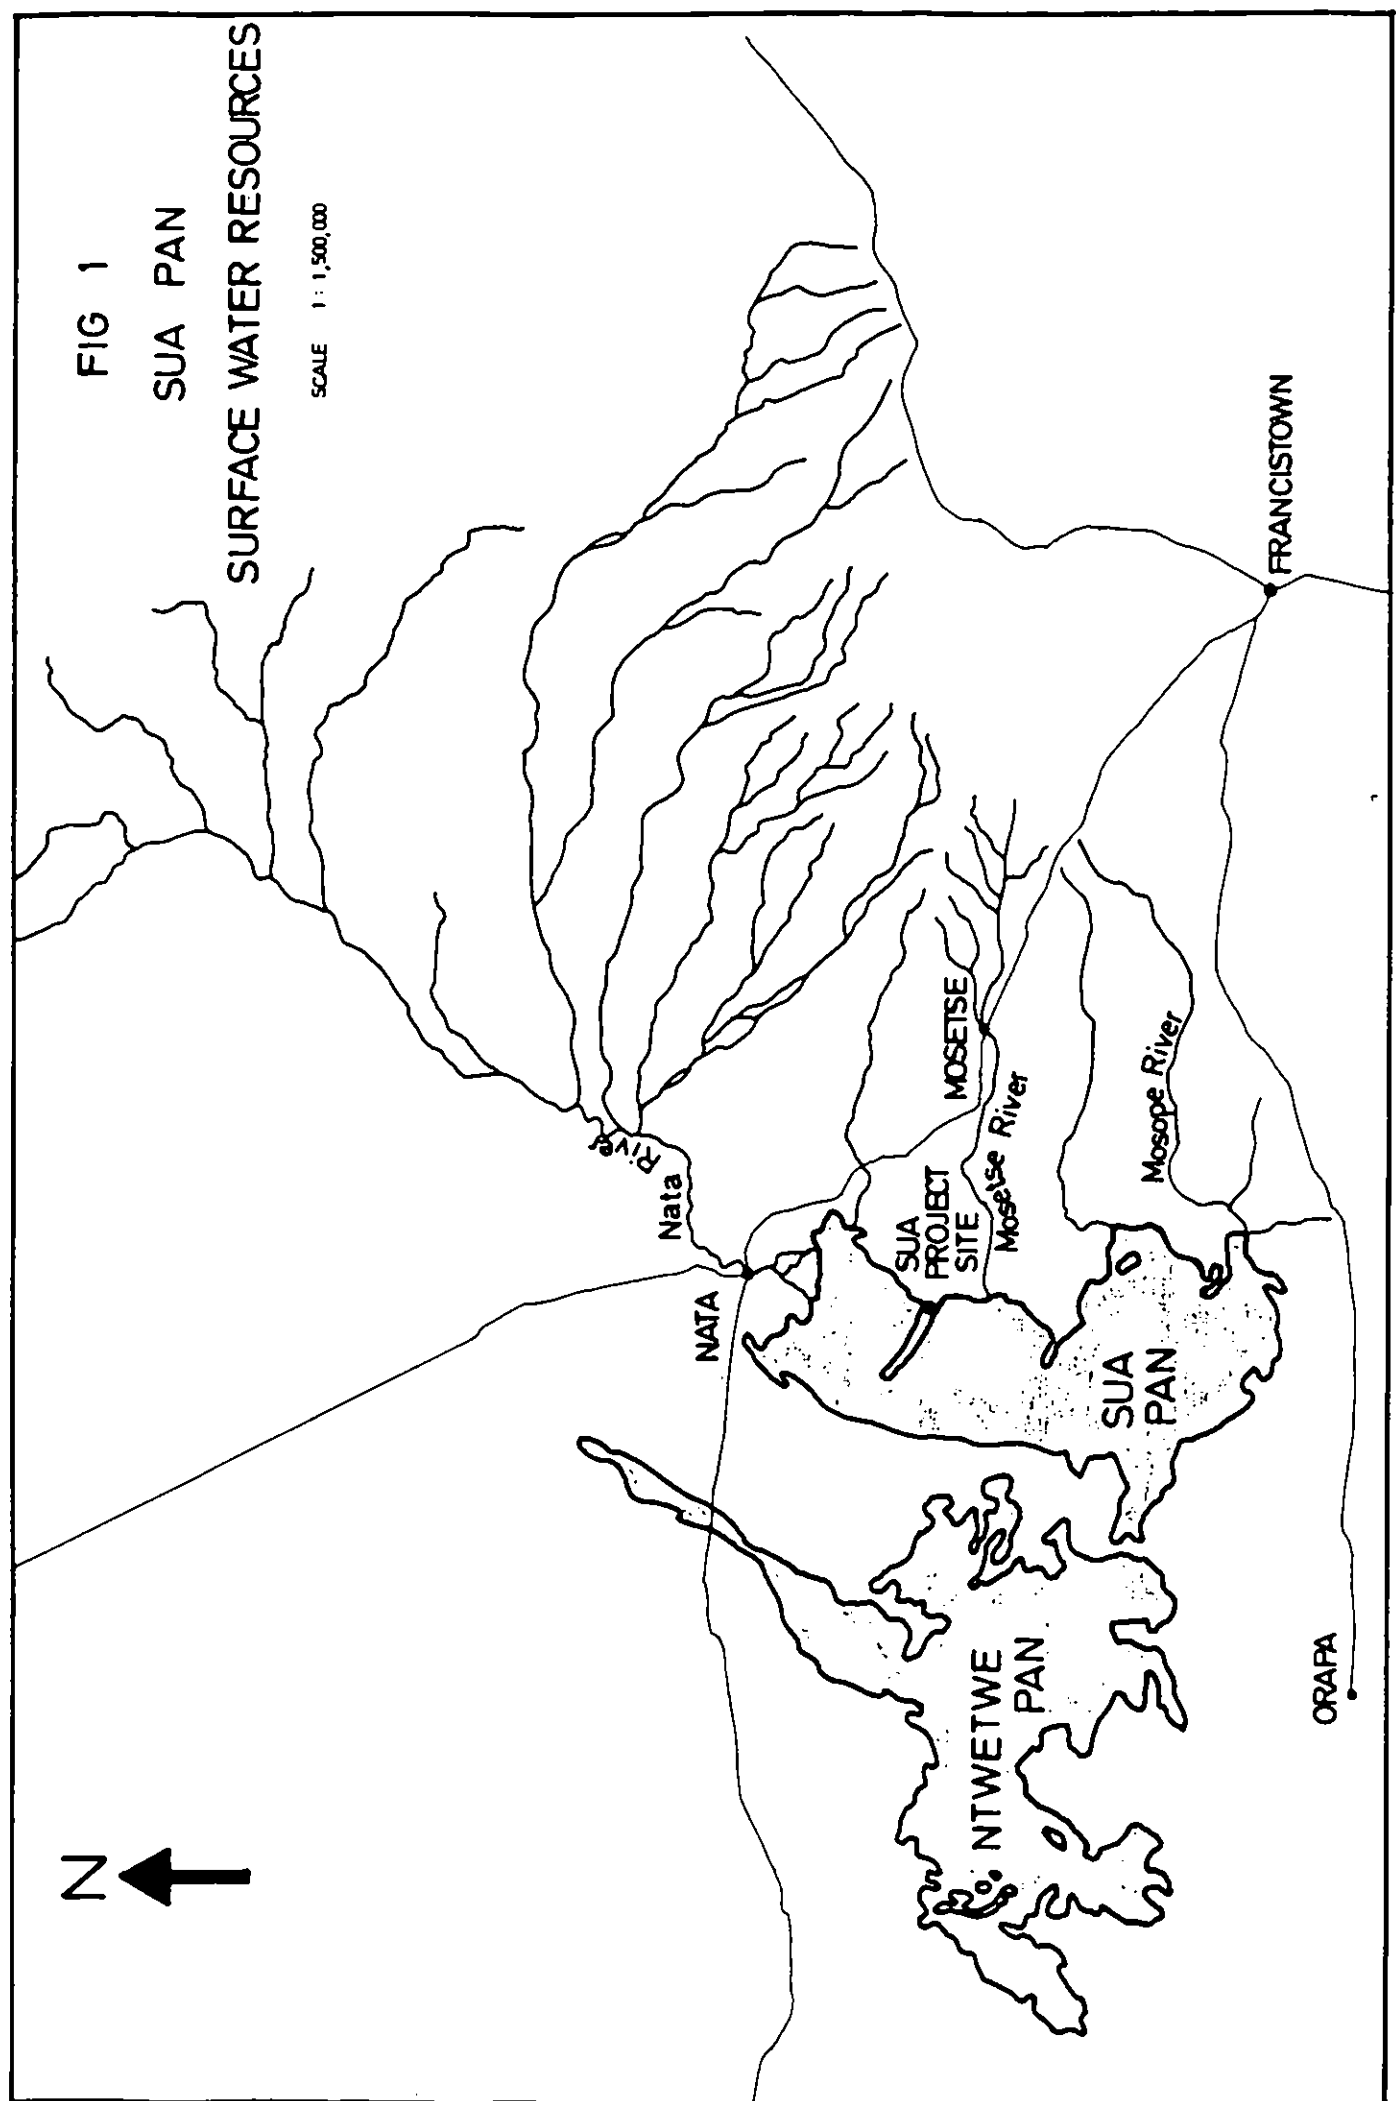 FIG 1
SUA PAN
SURFACE WATER RESOURCES
SCALE 1 : 1,500,000
N
Nata River
NATA
MOSETSE
SUA
PROJECT
SITE
Mosetse River
Mosope River
FRANCISTOWN
SUA
PAN
NTWETWE
PAN
ORAPA